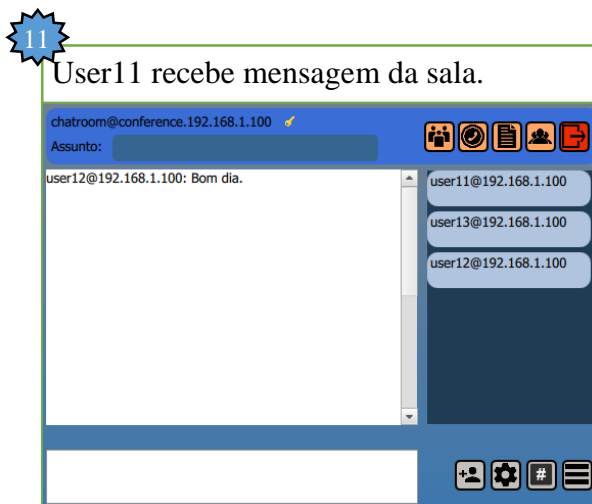 11
User11 recebe mensagem da sala.
chatroom@conference.192.168.1.100
Assunto:
user12@192.168.1.100: Bom dia.
user11@192.168.1.100
user13@192.168.1.100
user12@192.168.1.100
#